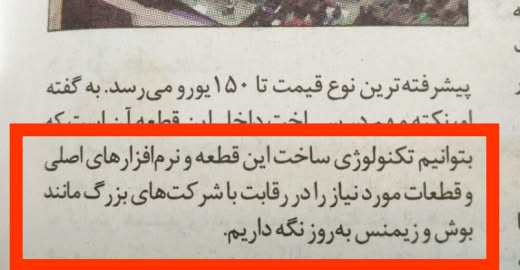 پیشرفته‌ترین نوع قیمت تا ۱۵۰ یورو می‌رسد. به گفته
بتوانیم تکنولوژی ساخت این قطعه و نرم‌افزارهای اصلی
و قطعات مورد نیاز را در رقابت با شرکت‌های بزرگ مانند
بوش و زیمنس به‌روز نگه داریم.